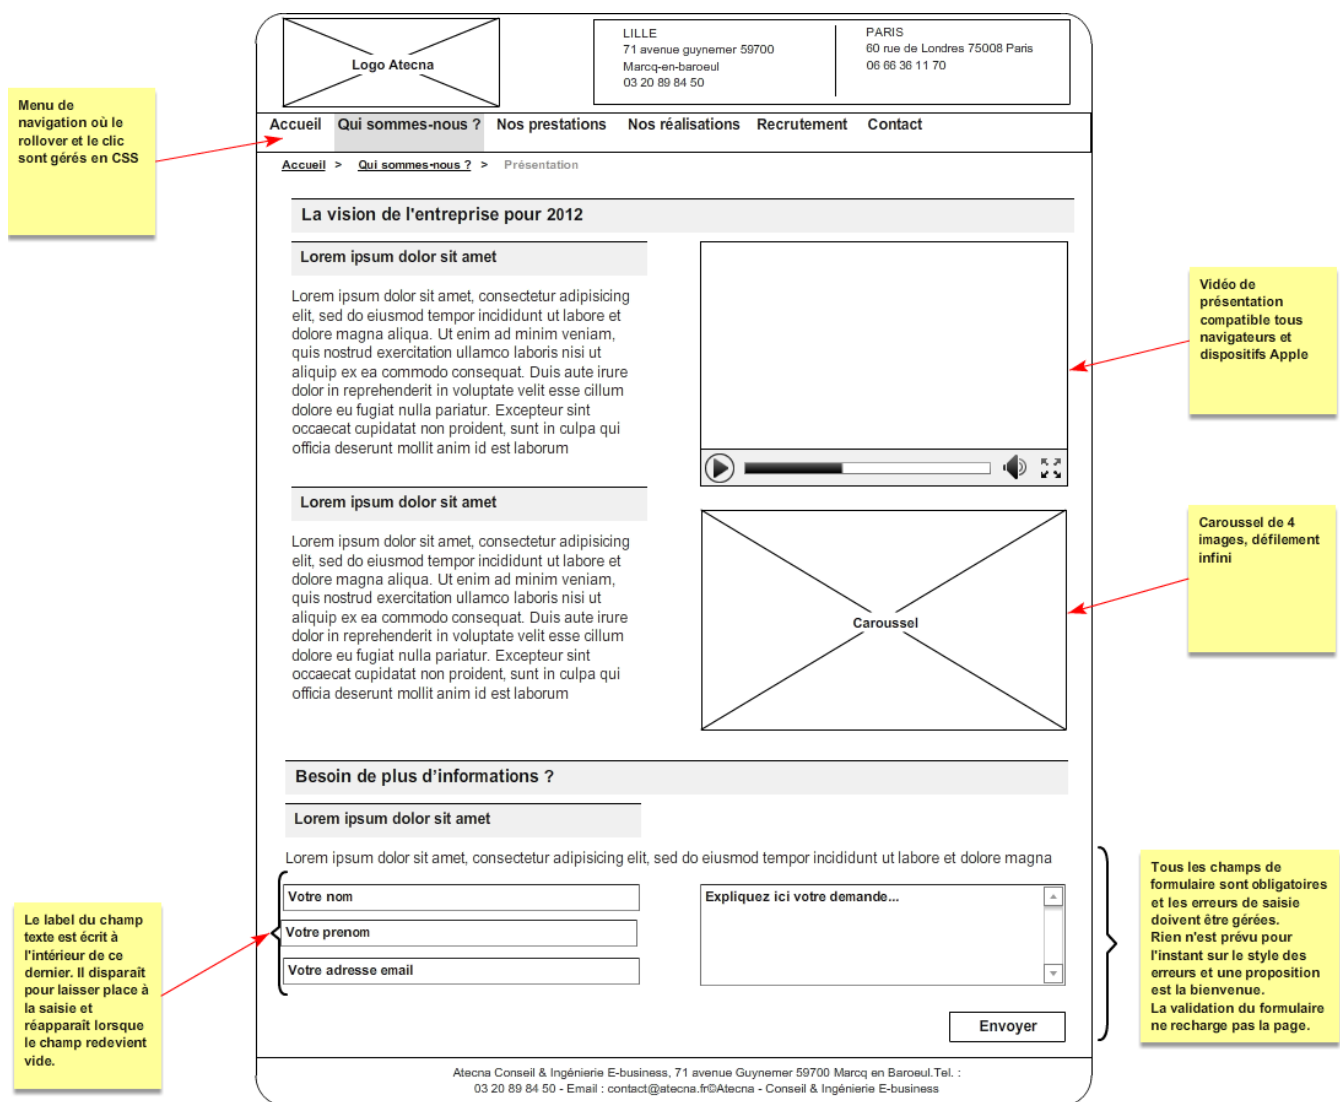 Logo Atecna
LILLE
71 avenue guynemer 59700
Marcq-en-baroeul
03 20 89 84 50
PARIS
60 rue de Londres 75008 Paris
06 66 36 11 70
Menu de
navigation où le
rollover et le clic
sont gérés en CSS
Accueil Qui sommes-nous ? Nos prestations Nos réalisations Recrutement Contact
Accueil > Qui sommes-nous ? > Présentation
La vision de l'entreprise pour 2012
Lorem ipsum dolor sit amet
Lorem ipsum dolor sit amet, consectetur adipisicing
elit, sed do eiusmod tempor incididunt ut labore et
dolore magna aliqua. Ut enim ad minim veniam,
quis nostrud exercitation ullamco laboris nisi ut
aliquip ex ea commodo consequat. Duis aute irure
dolor in reprehenderit in voluptate velit esse cillum
dolore eu fugiat nulla pariatur. Excepteur sint
occaecat cupidatat non proident, sunt in culpa qui
officia deserunt mollit anim id est laborum
Vidéo de
présentation
compatible tous
navigateurs et
dispositifs Apple
Lorem ipsum dolor sit amet
Lorem ipsum dolor sit amet, consectetur adipisicing
elit, sed do eiusmod tempor incididunt ut labore et
dolore magna aliqua. Ut enim ad minim veniam,
quis nostrud exercitation ullamco laboris nisi ut
aliquip ex ea commodo consequat. Duis aute irure
dolor in reprehenderit in voluptate velit esse cillum
dolore eu fugiat nulla pariatur. Excepteur sint
occaecat cupidatat non proident, sunt in culpa qui
officia deserunt mollit anim id est laborum
Caroussel
Caroussel de 4
images, défilement
infini
Besoin de plus d'informations ?
Lorem ipsum dolor sit amet
Lorem ipsum dolor sit amet, consectetur adipisicing elit, sed do eiusmod tempor incididunt ut labore et dolore magna
Votre nom
Votre prenom
Votre adresse email
Expliquez ici votre demande...
Envoyer
Le label du champ
texte est écrit à
l'intérieur de ce
dernier. Il disparaît
pour laisser place à
la saisie et
réapparaît lorsque
le champ redevient
vide.
Tous les champs de
formulaire sont obligatoires
et les erreurs de saisie
doivent être gérées.
Rien n'est prévu pour
l'instant sur le style des
erreurs et une proposition
est la bienvenue.
La validation du formulaire
ne recharge pas la page.
Atecna Conseil & Ingénierie E-business, 71 avenue Guynemer 59700 Marcq en Baroeul.Tel. :
03 20 89 84 50 - Email : contact@atecna.fr©Atecna - Conseil & Ingénierie E-business